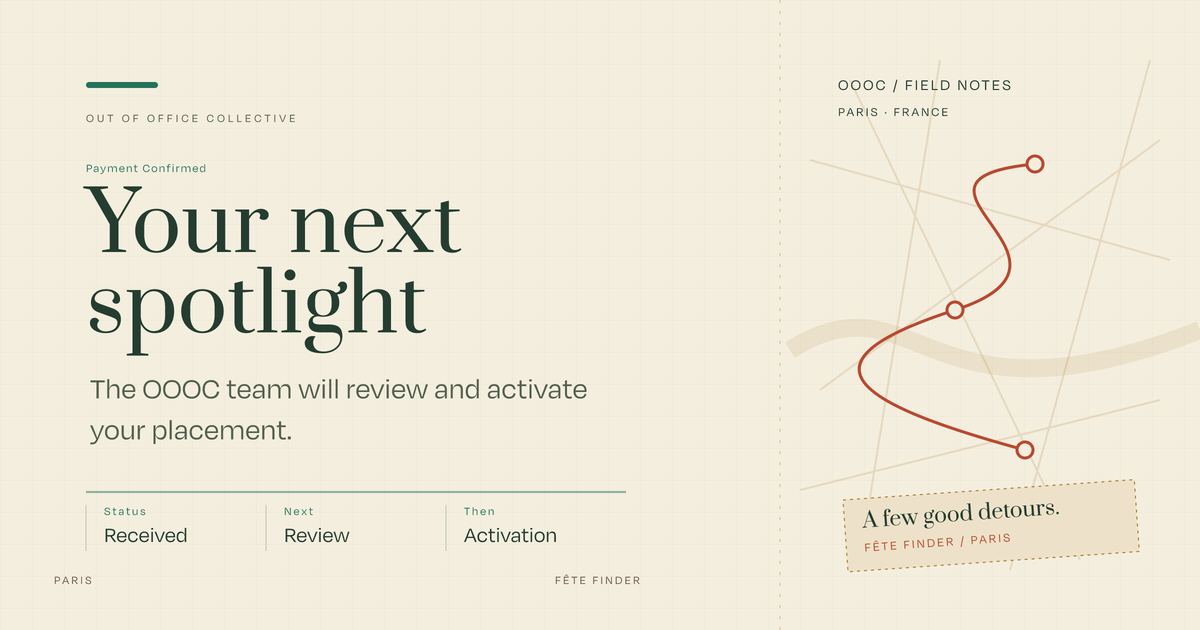 OUT OF OFFICE COLLECTIVE
Payment Confirmed
Your next
spotlight
The OOOC team will review and activate
your placement.
Status
Received
Next
Review
Then
Activation
PARIS
FÊTE FINDER
OOOC / FIELD NOTES
PARIS · FRANCE
A few good detours.
FÊTE FINDER / PARIS